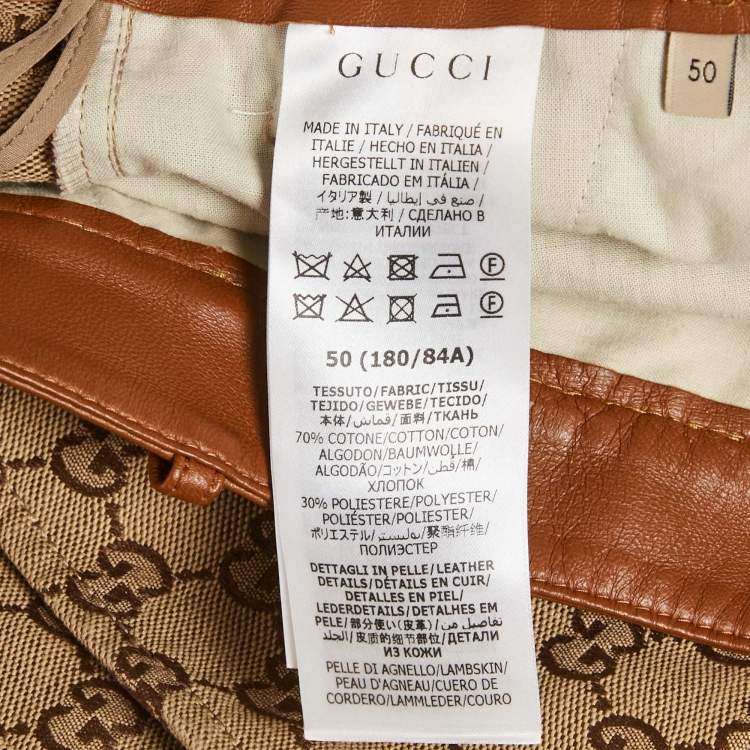 GUCCI
50
MADE IN ITALY / FABRIQUÉ EN
ITALIE / HECHO EN ITALIA /
HERGESTELLT IN ITALIEN /
FABRICADO EM ITÁLIA /
イタリア製 / صنع في إيطاليا /
产地:意大利 / СДЕЛАНО В
ИТАЛИИ
50 (180/84A)
TESSUTO/FABRIC/TISSU/
TEJIDO/GEWEBE/TECIDO/
本体/قماش/面料/ТКАНЬ
70% COTONE/COTTON/COTON/
ALGODON/BAUMWOLLE/
ALGODÃO/コットン/قطن/棉/
ХЛОПОК
30% POLIESTERE/POLYESTER/
POLIÉSTER/POLIESTER/
ポリエステル/بوليستر/聚酯纤维/
ПОЛИЭСТЕР
DETTAGLI IN PELLE/LEATHER
DETAILS/DÉTAILS EN CUIR/
DETALLES EN PIEL/
LEDERDETAILS/DETALHES EM
PELE/部分使い(皮革)/تفاصيل من
الجلد/皮质的细节部位/ДЕТАЛИ
ИЗ КОЖИ
PELLE DI AGNELLO/LAMBSKIN/
PEAU D'AGNEAU/CUERO DE
CORDERO/LAMMLEDER/COURO